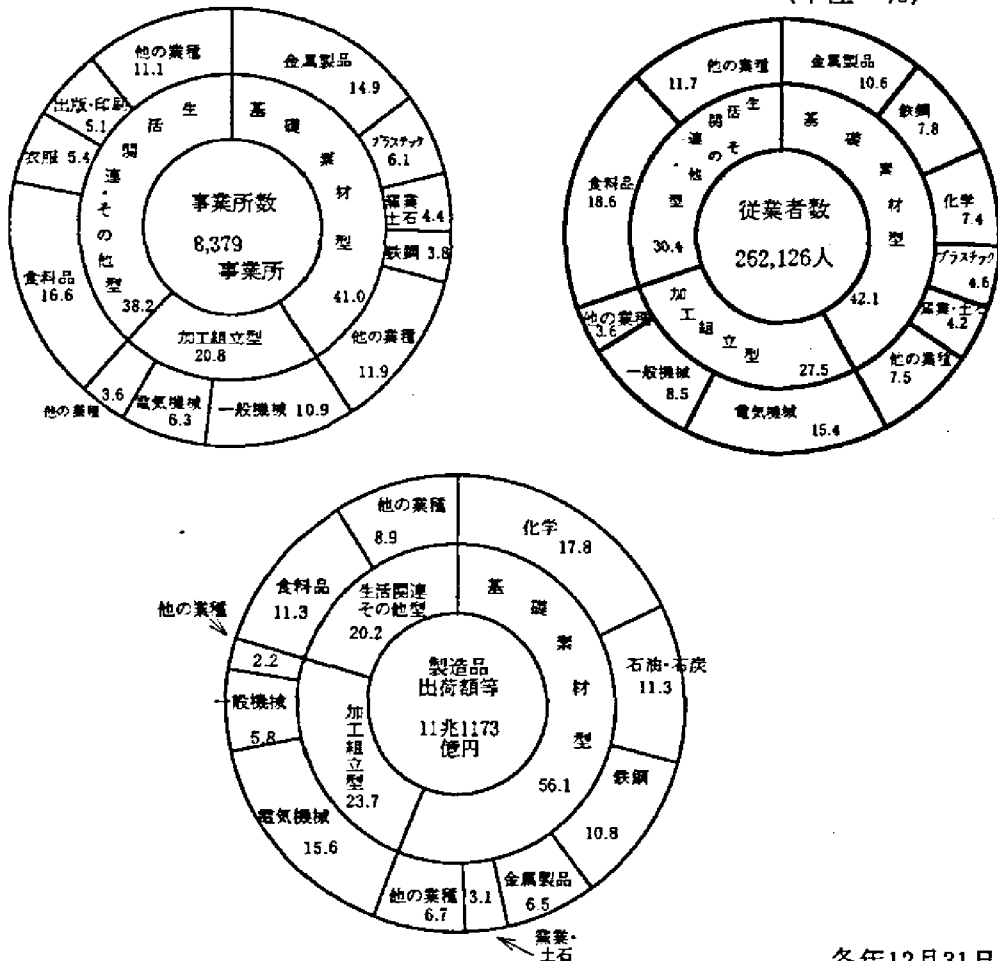 事業所数
8,379
事業所
基礎素材型
41.0
金属製品
14.9
プラスチック
6.1
窯業
土石 4.4
鉄鋼 3.8
他の業種
11.9
加工組立型
20.8
一般機械 10.9
電気機械
6.3
他の業種
3.6
生活関連・その他型
38.2
食料品
16.6
衣服 5.4
出版・印刷
5.1
他の業種
11.1
従業者数
262,126人
基礎素材型
42.1
金属製品
10.6
鉄鋼
7.8
化学
7.4
プラスチック
4.6
窯業・土石
4.2
他の業種
7.5
加工組立型
27.5
電気機械
15.4
一般機械
8.5
他の業種
3.6
生活関連・その他型
30.4
食料品
18.6
他の業種
11.7
製造品
出荷額等
11兆1173
億円
基礎素材型
56.1
化学
17.8
石油・石炭
11.3
鉄鋼
10.8
金属製品
6.5
窯業・
土石
3.1
他の業種
6.7
加工組立型
23.7
電気機械
15.6
一般機械
5.8
他の業種
2.2
生活関連
その他型
20.2
食料品
11.3
他の業種
8.9